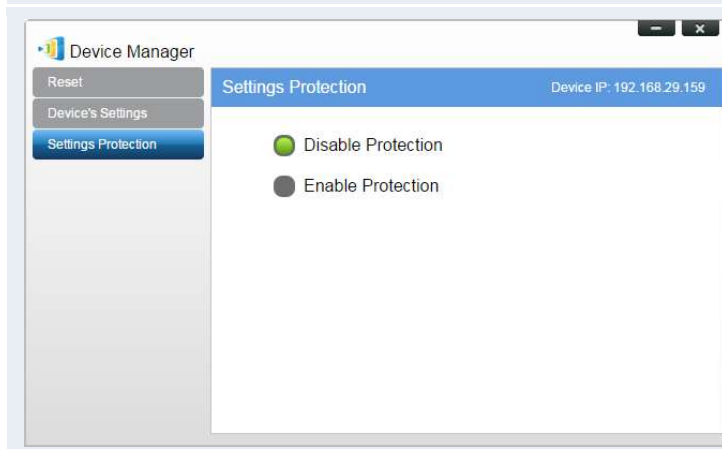 Device Manager
Reset
Settings Protection
Device IP: 192.168.29.159
Device's Settings
Settings Protection
Disable Protection
Enable Protection